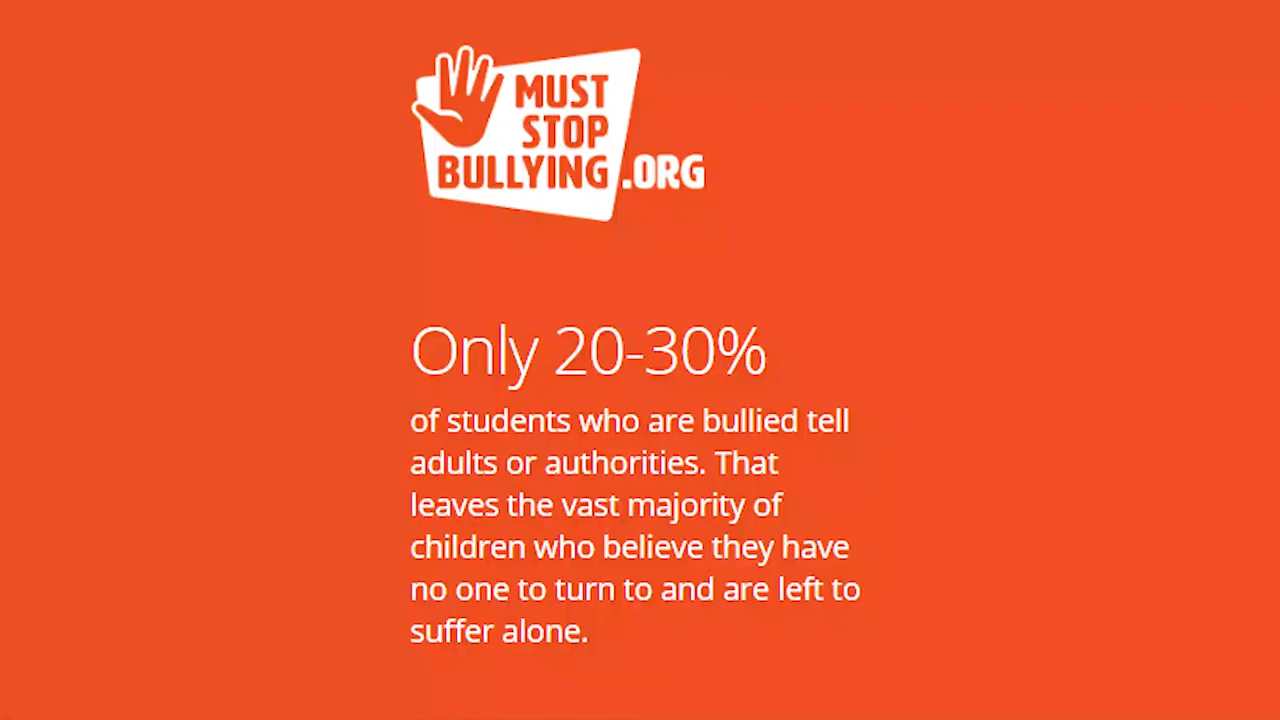 MUST
STOP
BULLYING.ORG
Only 20-30%
of students who are bullied tell
adults or authorities. That
leaves the vast majority of
children who believe they have
no one to turn to and are left to
suffer alone.